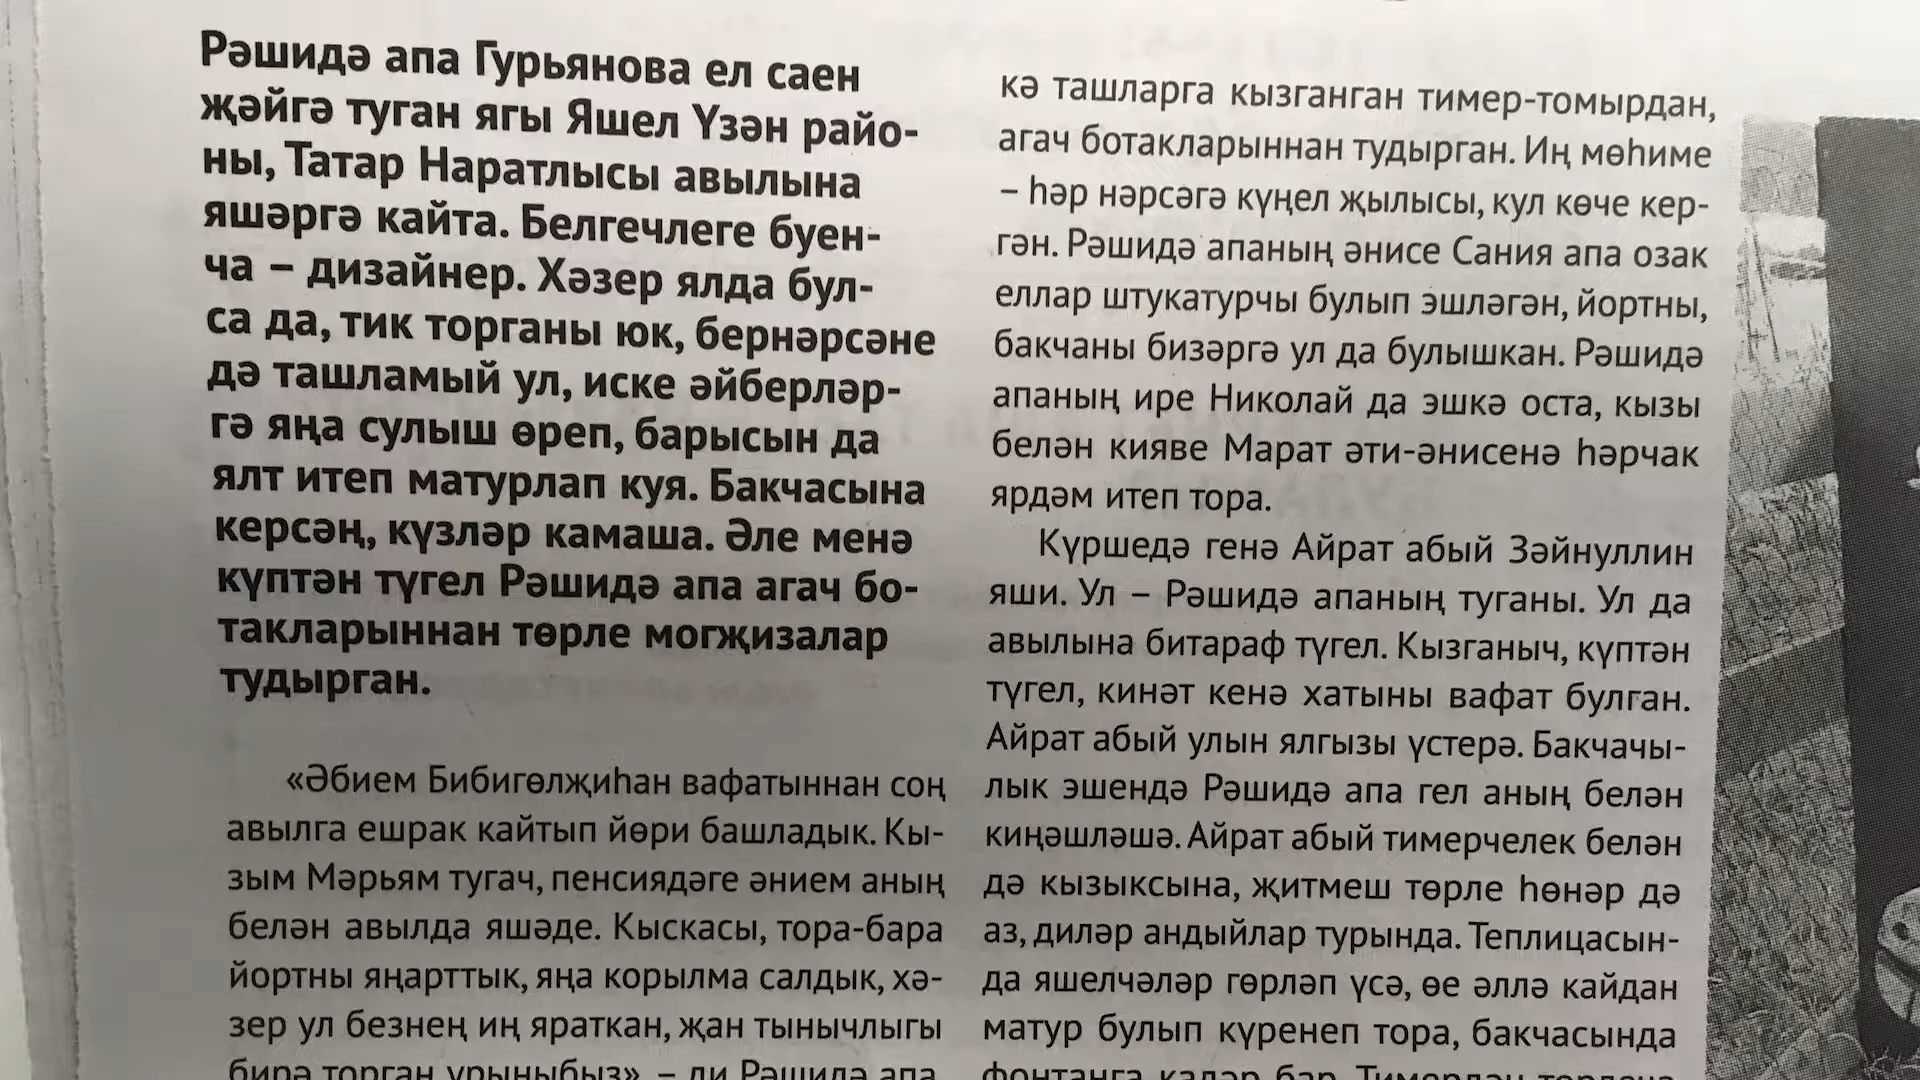 Рәшидә апа Гурьянова ел саен
җәйгә туган ягы Яшел Үзән райо-
ны, Татар Наратлысы авылына
яшәргә кайта. Белгечлеге буен-
ча – дизайнер. Хәзер ялда бул-
са да, тик торганы юк, бернәрсәне
дә ташламый ул, иске әйберләр-
гә яңа сулыш өреп, барысын да
ялт итеп матурлап куя. Бакчасына
керсәң, күзләр камаша. Әле менә
күптән түгел Рәшидә апа агач бо-
такларыннан төрле могҗизалар
тудырган.
«Әбием Бибигөлҗиһан вафатыннан соң
авылга ешрак кайтып йөри башладык. Кы-
зым Мәрьям тугач, пенсиядәге әнием аның
белән авылда яшәде. Кыскасы, тора-бара
йортны яңарттык, яңа корылма салдык, хә-
зер ул безнең иң яраткан, җан тынычлыгы
бирә торган урыныбыз», – ди Рәшидә апа.
кә ташларга кызганган тимер-томырдан,
агач ботакларыннан тудырган. Иң мөһиме
– һәр нәрсәгә күңел җылысы, кул көче кер-
гән. Рәшидә апаның әнисе Сания апа озак
еллар штукатурчы булып эшләгән, йортны,
бакчаны бизәргә ул да булышкан. Рәшидә
апаның ире Николай да эшкә оста, кызы
белән кияве Марат әти-әнисенә һәрчак
ярдәм итеп тора.
Күршедә генә Айрат абый Зәйнуллин
яши. Ул – Рәшидә апаның туганы. Ул да
авылына битараф түгел. Кызганыч, күптән
түгел, кинәт кенә хатыны вафат булган.
Айрат абый улын ялгызы үстерә. Бакчачы-
лык эшендә Рәшидә апа гел аның белән
киңәшләшә. Айрат абый тимерчелек белән
дә кызыксына, җитмеш төрле һөнәр дә
аз, диләр андыйлар турында. Теплицасын-
да яшелчәләр гөрләп үсә, өе әллә кайдан
матур булып күренеп тора, бакчасында
фонтанга кадәр бар. Тимердән төрлечә